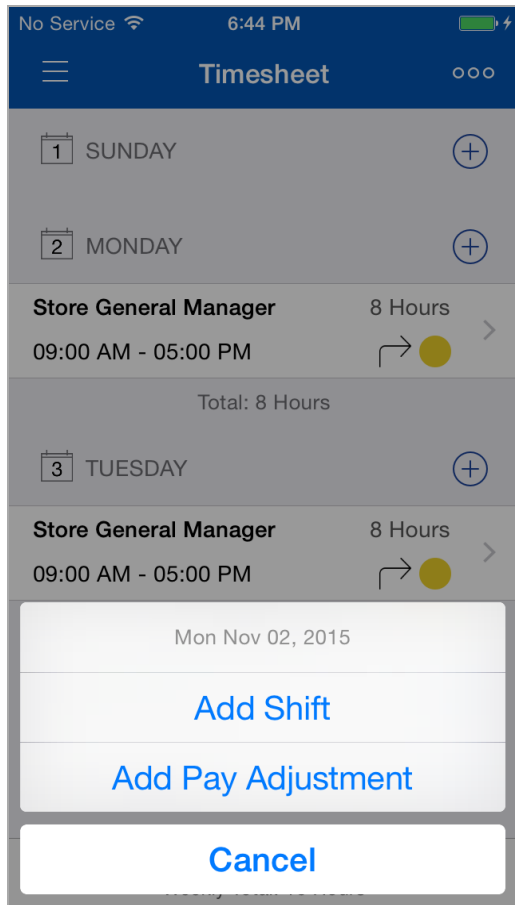 No Service 6:44 PM
Timesheet
1 SUNDAY
2 MONDAY
Store General Manager 8 Hours
09:00 AM - 05:00 PM
Total: 8 Hours
3 TUESDAY
Store General Manager 8 Hours
09:00 AM - 05:00 PM
Mon Nov 02, 2015
Add Shift
Add Pay Adjustment
Cancel